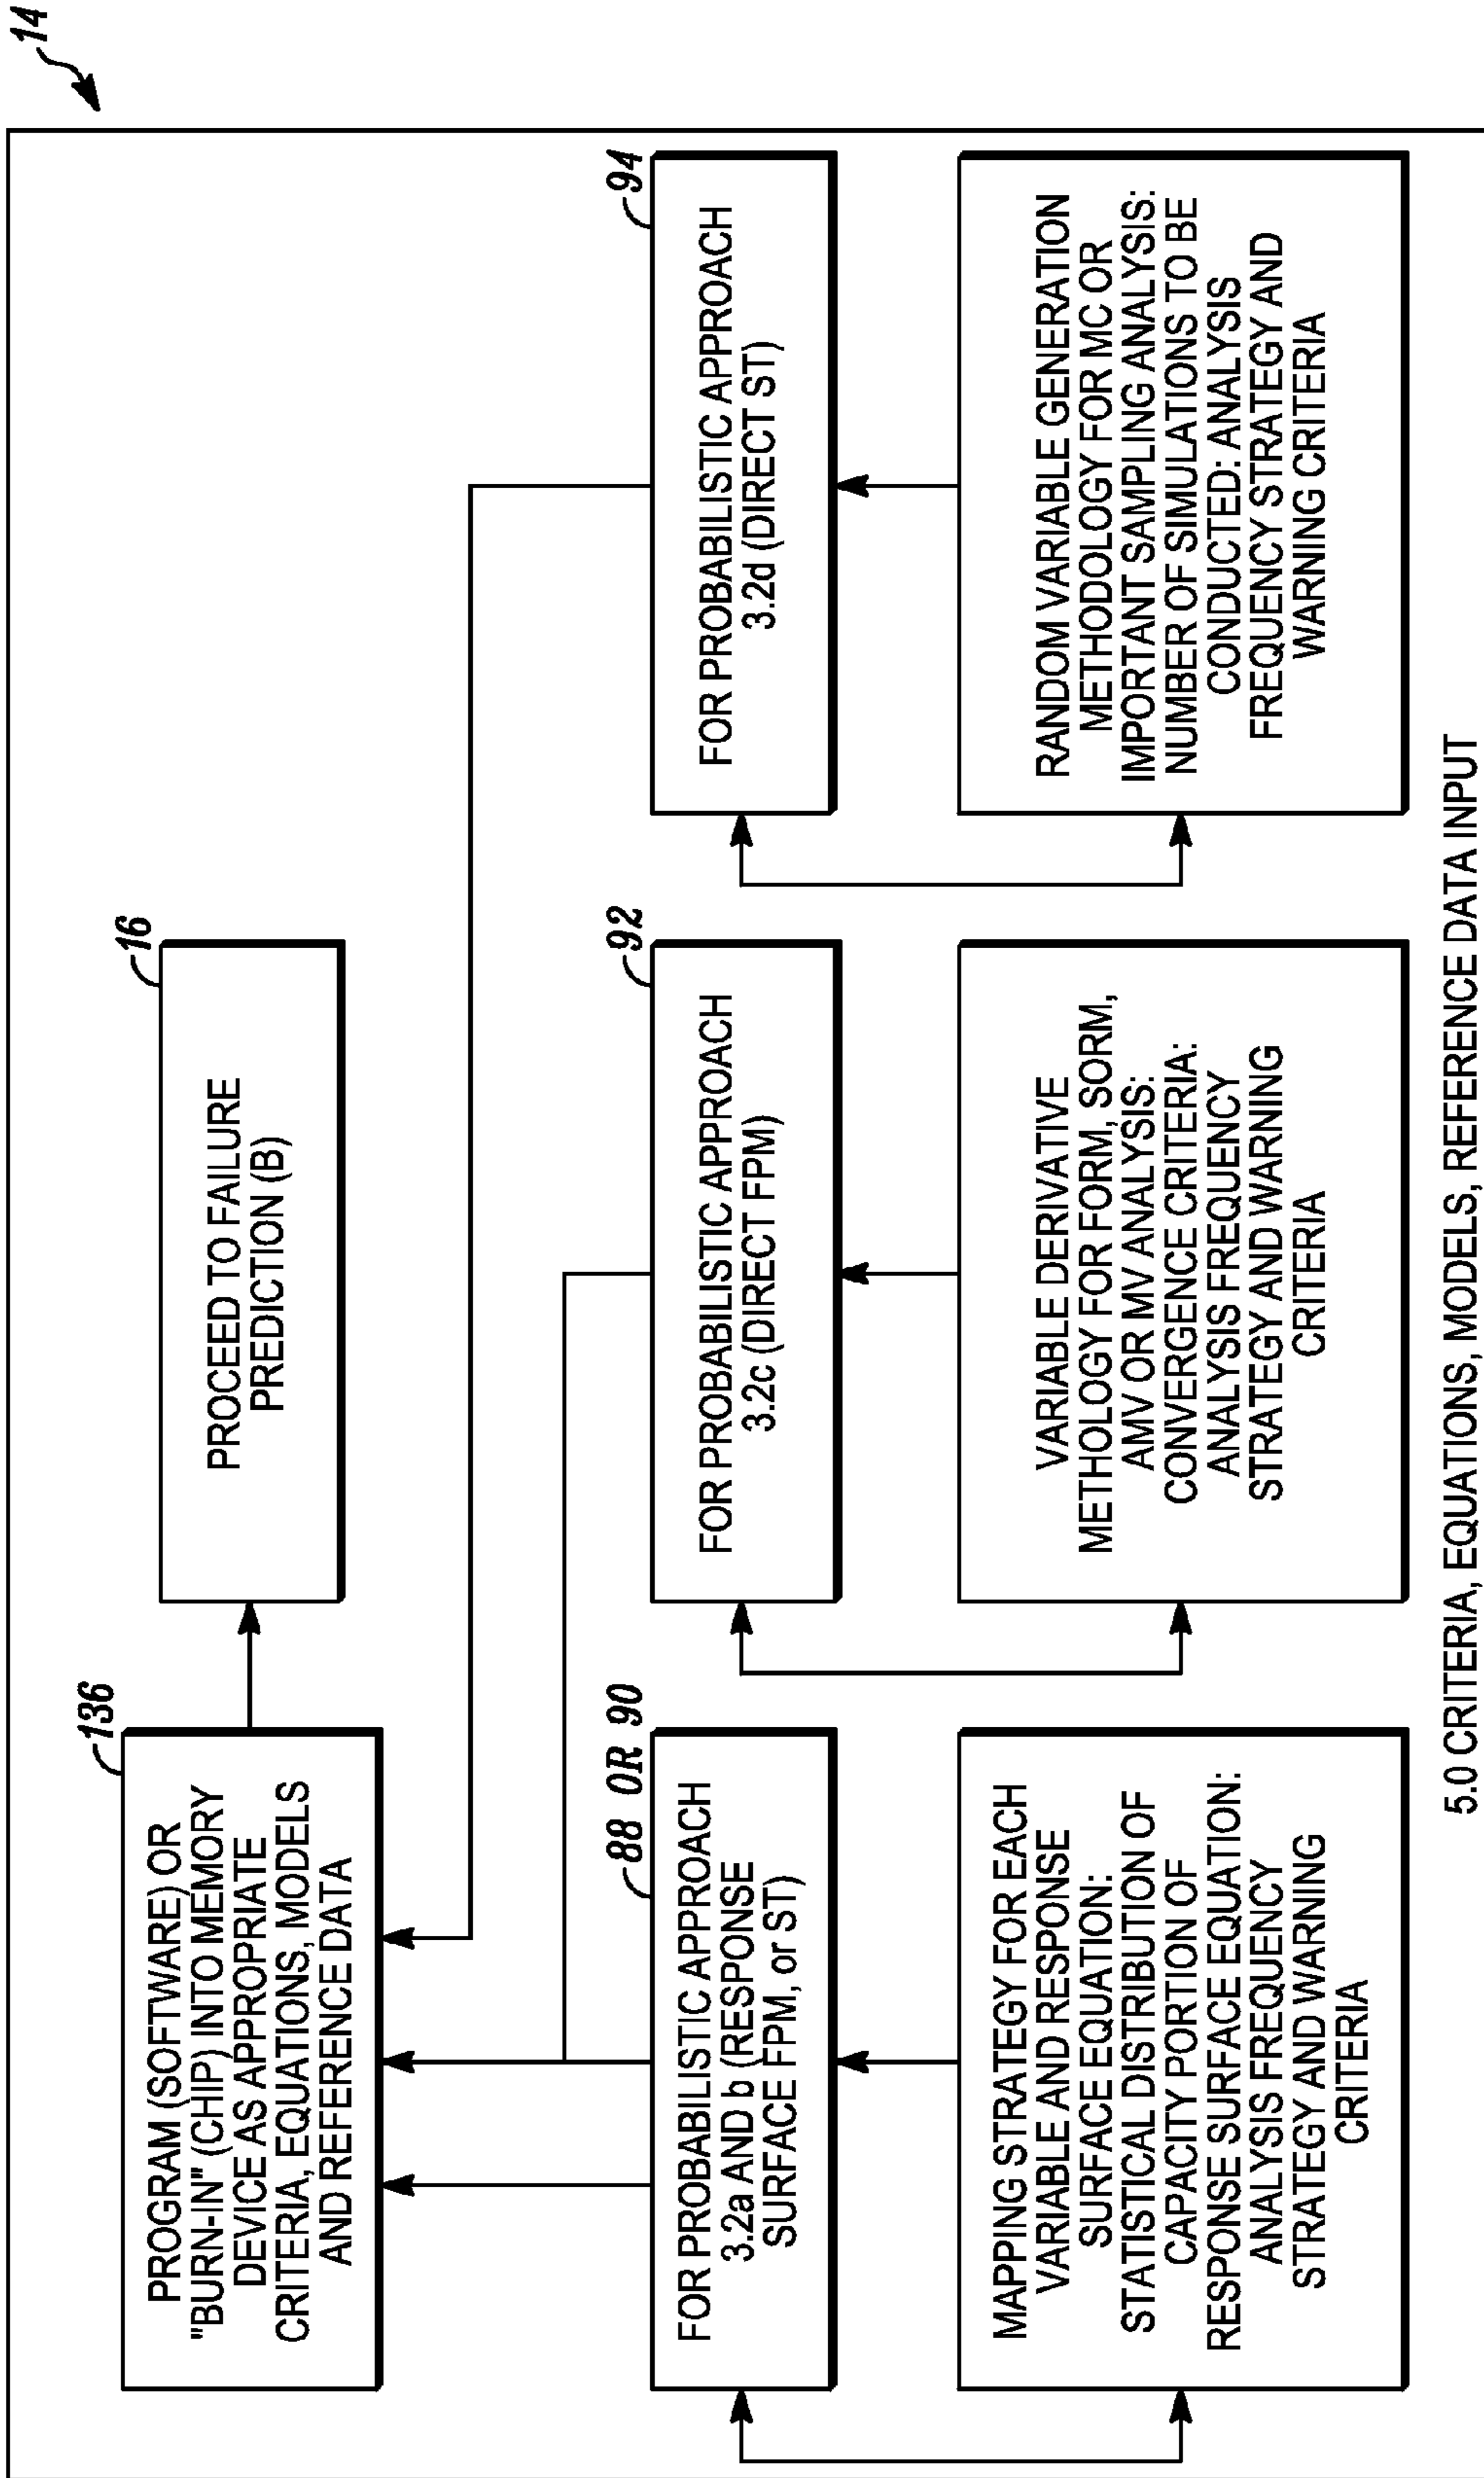 14
136
PROGRAM (SOFTWARE) OR
"BURN-IN" (CHIP) INTO MEMORY
DEVICE AS APPROPRIATE
CRITERIA, EQUATIONS, MODELS
AND REFERENCE DATA
16
PROCEED TO FAILURE
PREDICTION (B)
88 OR 90
FOR PROBABILISTIC APPROACH
3.2a AND b (RESPONSE
SURFACE FPM, or ST)
92
FOR PROBABILISTIC APPROACH
3.2c (DIRECT FPM)
94
FOR PROBABILISTIC APPROACH
3.2d (DIRECT ST)
MAPPING STRATEGY FOR EACH
VARIABLE AND RESPONSE
SURFACE EQUATION:
STATISTICAL DISTRIBUTION OF
CAPACITY PORTION OF
RESPONSE SURFACE EQUATION:
ANALYSIS FREQUENCY
STRATEGY AND WARNING
CRITERIA
VARIABLE DERIVATIVE
METHOLOGY FOR FORM, SORM,
AMV OR MV ANALYSIS:
CONVERGENCE CRITERIA:
ANALYSIS FREQUENCY
STRATEGY AND WARNING
CRITERIA
RANDOM VARIABLE GENERATION
METHODOLOGY FOR MC OR
IMPORTANT SAMPLING ANALYSIS:
NUMBER OF SIMULATIONS TO BE
CONDUCTED: ANALYSIS
FREQUENCY STRATEGY AND
WARNING CRITERIA
5.0 CRITERIA, EQUATIONS, MODELS, REFERENCE DATA INPUT